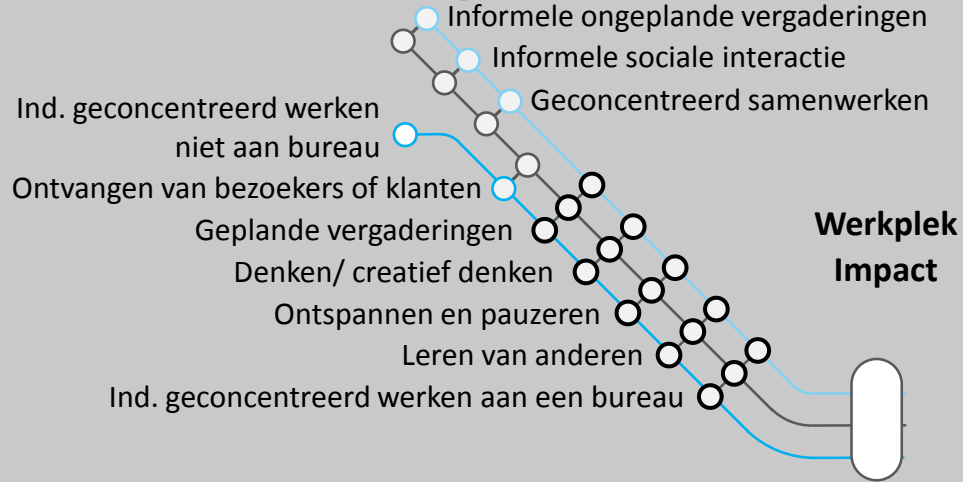 Informele ongeplande vergaderingen
Informele sociale interactie
Geconcentreerd samenwerken
Ind. geconcentreerd werken
niet aan bureau
Ontvangen van bezoekers of klanten
Geplande vergaderingen
Denken/ creatief denken
Ontspannen en pauzeren
Leren van anderen
Ind. geconcentreerd werken aan een bureau
Werkplek
Impact